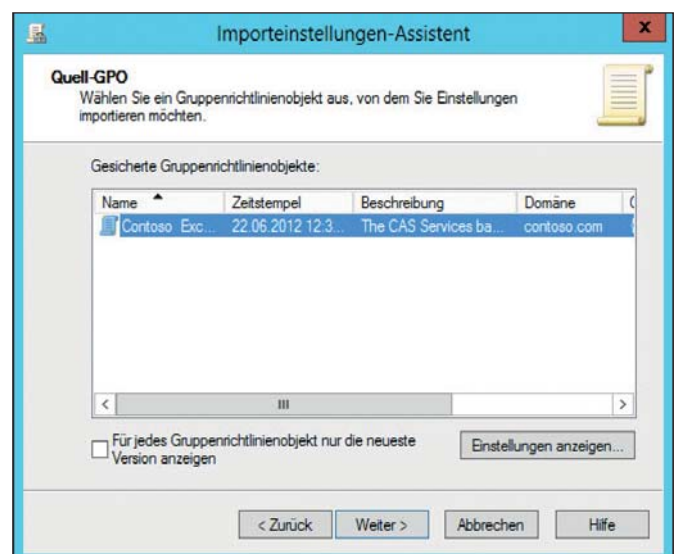 Importeinstellungen-Assistent
x
Quell-GPO
Wählen Sie ein Gruppenrichtlinienobjekt aus, von dem Sie Einstellungen
importieren möchten.
Gesicherte Gruppenrichtlinienobjekte:
Name Zeitstempel Beschreibung Domäne
Contoso Exc... 22.06.2012 12:3... The CAS Services ba... contoso.com
Für jedes Gruppenrichtlinienobjekt nur die neueste
Version anzeigen
Einstellungen anzeigen...
< Zurück Weiter > Abbrechen Hilfe